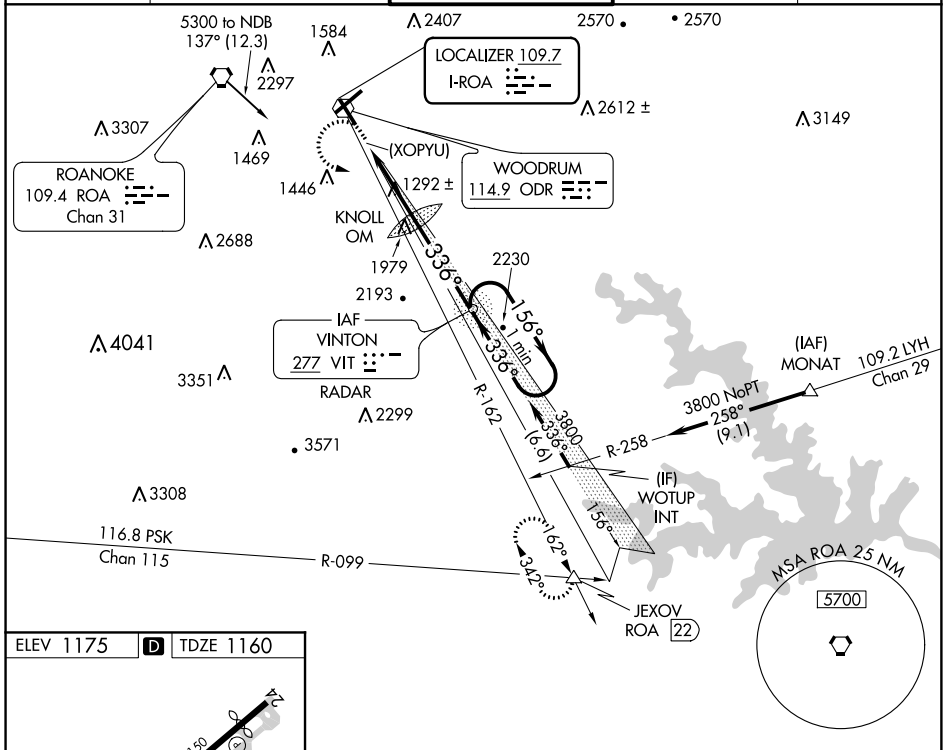 5300 to NDB
137° (12.3)
2297
1584
2407
2570
2570
LOCALIZER 109.7
I-ROA
2612 ±
3149
3307
1469
(XOPYU)
ROANOKE
109.4 ROA
Chan 31
1446
1292 ±
WOODRUM
114.9 ODR
KNOLL
OM
2688
1979
336°
2230
2193
156°
1 min
IAF
VINTON
277 VIT
RADAR
336°
4041
3351
(IAF)
MONAT
109.2 LYH
Chan 29
3800 NoPT
258°
(9.1)
R-258
2299
R-162
3800
336°
(6.6)
3571
(IF)
WOTUP
INT
3308
156°
116.8 PSK
Chan 115
R-099
162°
342°
JEXOV
ROA 22
MSA ROA 25 NM
5700
ELEV 1175 D TDZE 1160
24
150
P